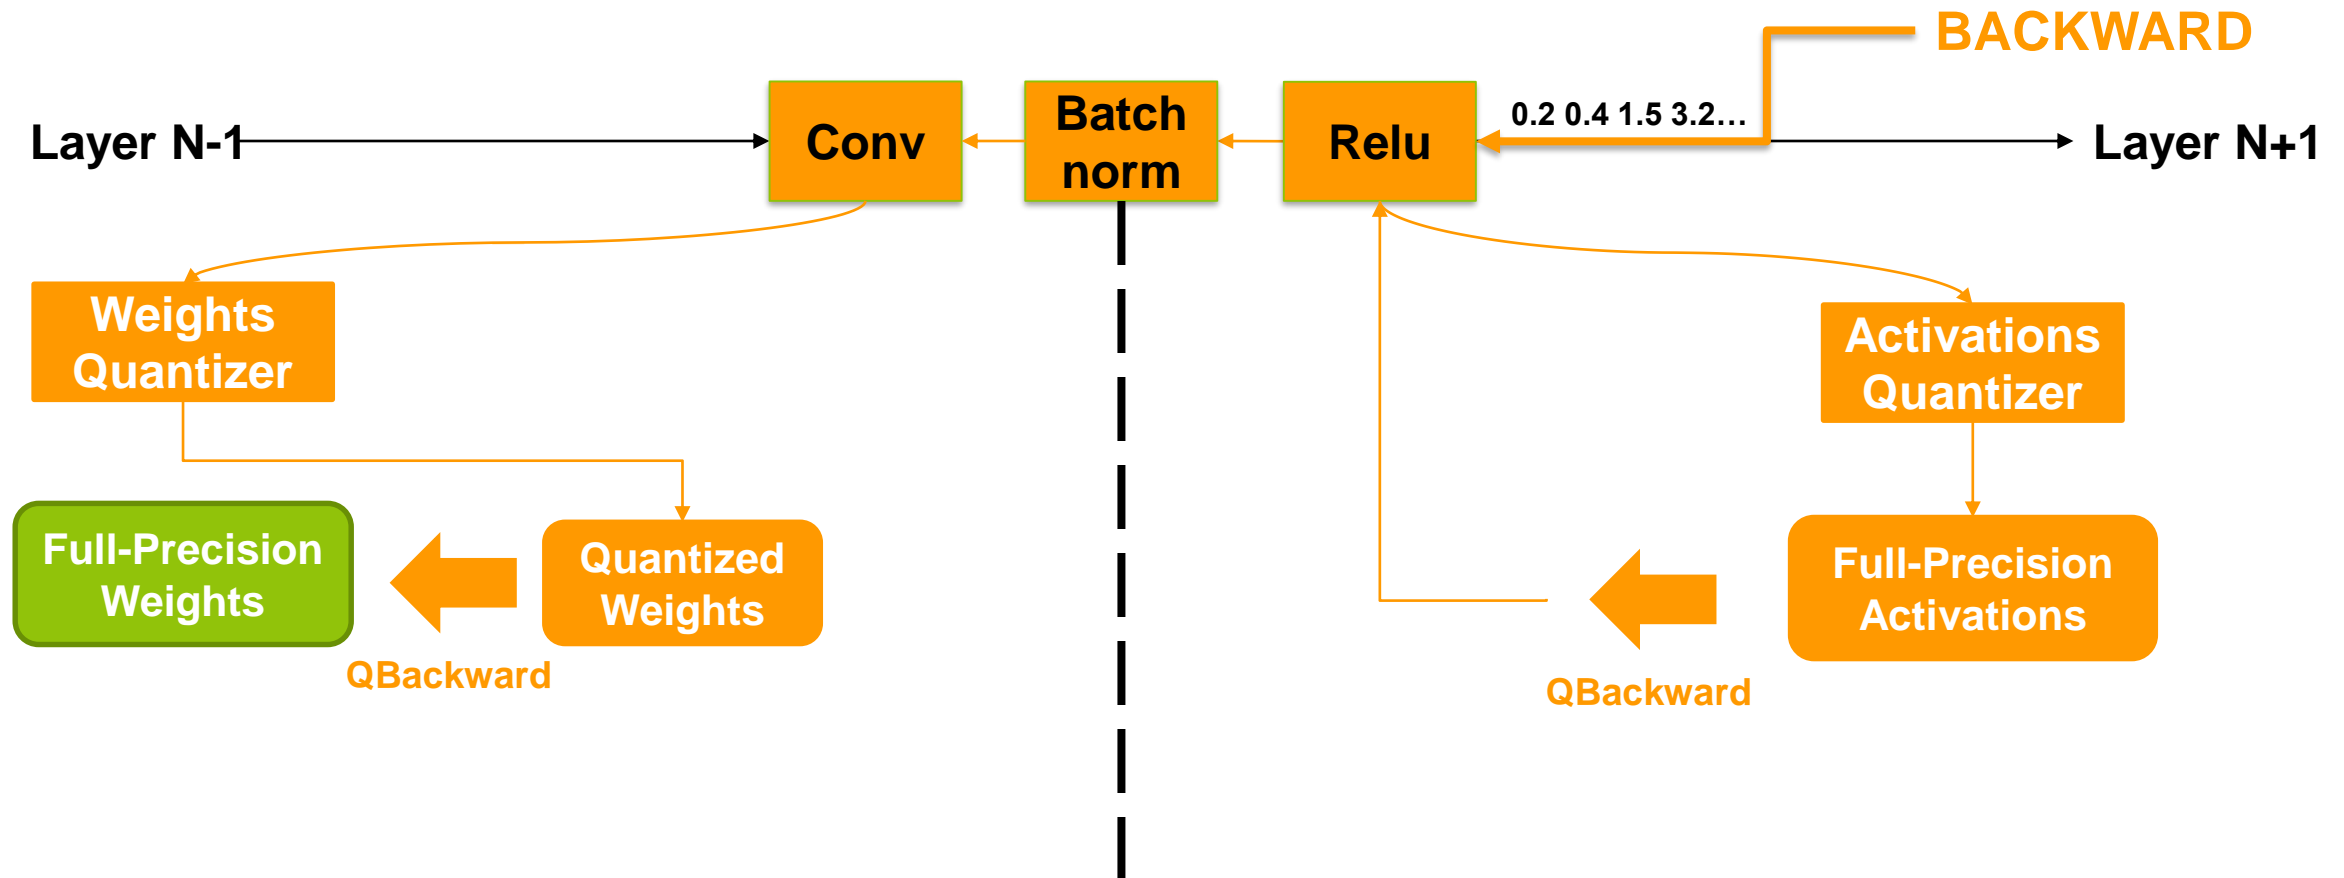 BACKWARD
Layer N-1
Conv
Batch
norm
Relu
0.2 0.4 1.5 3.2…
Layer N+1
Weights
Quantizer
Activations
Quantizer
Full-Precision
Weights
Quantized
Weights
QBackward
Full-Precision
Activations
QBackward